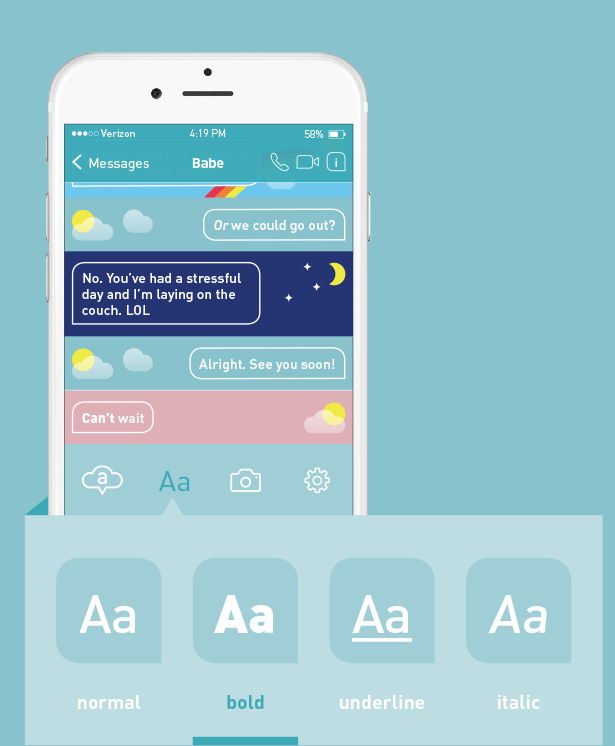 Verizon 4:19 PM 58%
Messages Babe i
Or we could go out?
No. You've had a stressful
day and I'm laying on the
couch. LOL
Alright. See you soon!
Can't wait
a Aa
Aa Aa Aa Aa
normal bold underline italic